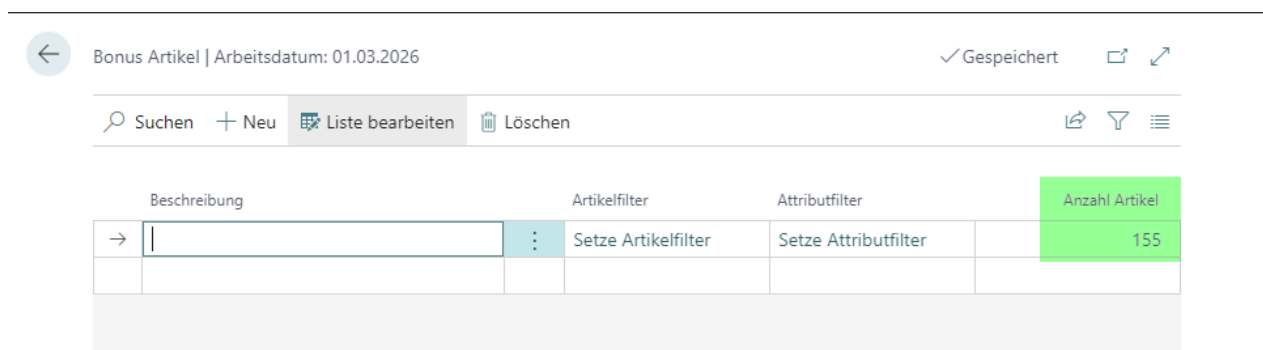 Bonus Artikel | Arbeitsdatum: 01.03.2026 Gespeichert
Suchen Neu Liste bearbeiten Löschen
Beschreibung Artikelfilter Attributfilter Anzahl Artikel
Setze Artikelfilter Setze Attributfilter 155